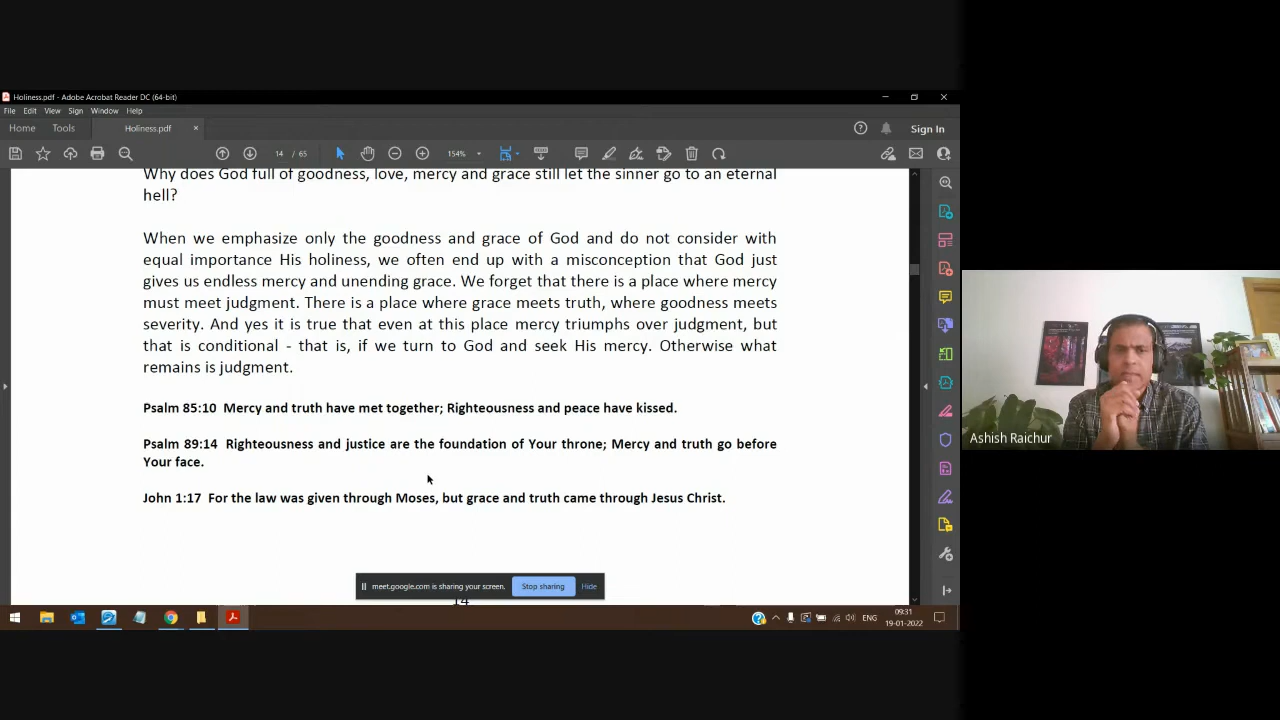 Holiness.pdf - Adobe Acrobat Reader DC (64-bit)
File Edit View Sign Window Help
Home Tools Holiness.pdf × Sign In
14 / 65 154%
Why does God full of goodness, love, mercy and grace still let the sinner go to an eternal
hell?
When we emphasize only the goodness and grace of God and do not consider with
equal importance His holiness, we often end up with a misconception that God just
gives us endless mercy and unending grace. We forget that there is a place where mercy
must meet judgment. There is a place where grace meets truth, where goodness meets
severity. And yes it is true that even at this place mercy triumphs over judgment, but
that is conditional - that is, if we turn to God and seek His mercy. Otherwise what
remains is judgment.
Psalm 85:10 Mercy and truth have met together; Righteousness and peace have kissed.
Psalm 89:14 Righteousness and justice are the foundation of Your throne; Mercy and truth go before
Your face.
John 1:17 For the law was given through Moses, but grace and truth came through Jesus Christ.
Ashish Raichur
meet.google.com is sharing your screen. Stop sharing Hide
14
ENG 09:31
19-01-2022